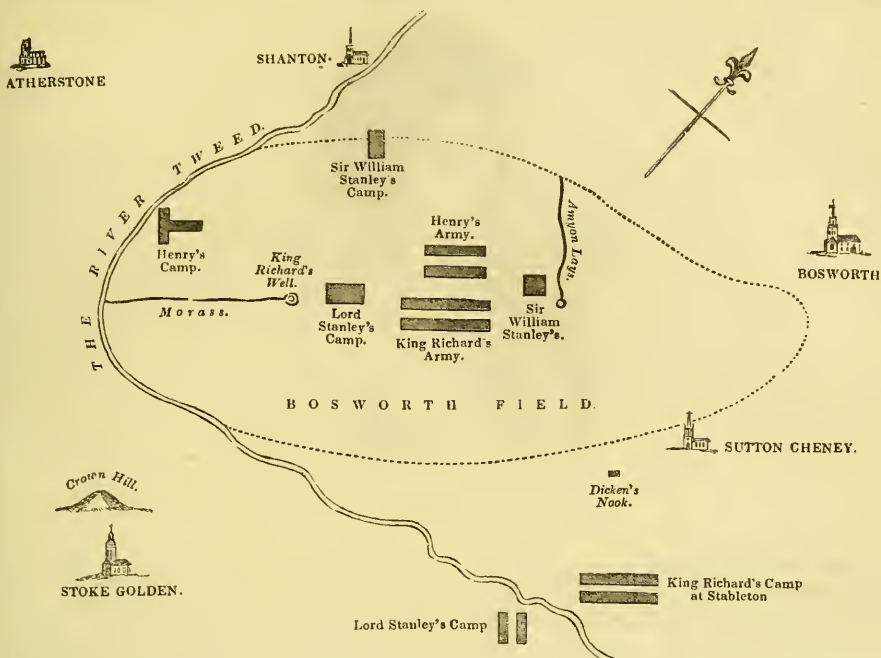 ATHERSTONE
SHANTON.
THE RIVER TWEED.
Sir William
Stanley's
Camp.
BOSWORTH
Henry's
Camp.
King
Richard's
Well.
Henry's
Army.
Amyon Lays.
Morass.
Lord
Stanley's
Camp.
King Richard's
Army.
Sir
William
Stanley's.
BOSWORTH FIELD.
SUTTON CHENEY.
Crown Hill.
Dicken's
Nook.
STOKE GOLDEN.
King Richard's Camp
at Stableton
Lord Stanley's Camp